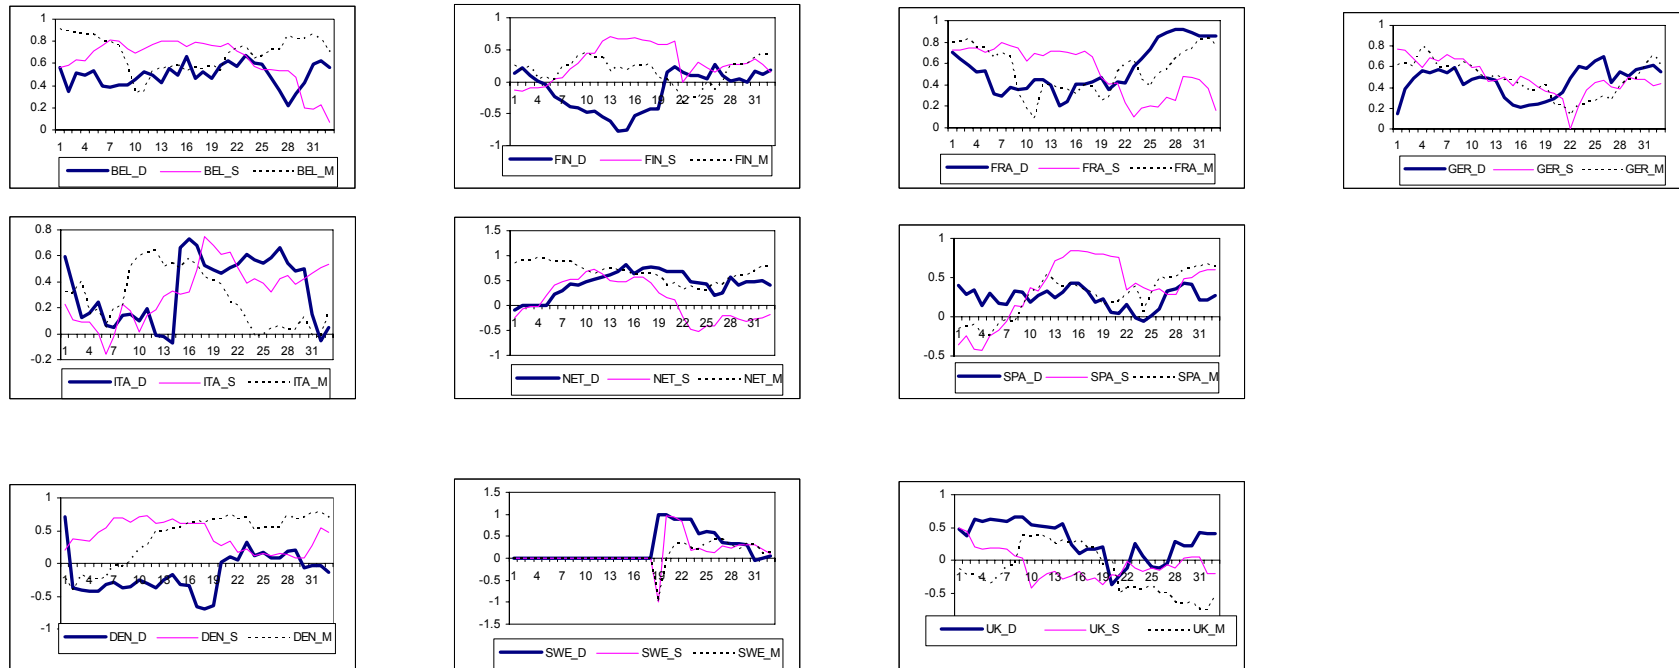 1
0.8
0.6
0.4
0.2
0
1 4 7 10 13 16 19 22 25 28 31
BEL_D BEL_S BEL_M
1
0.5
0
-0.5
-1
1 4 7 10 13 16 19 22 25 28 31
FIN_D FIN_S FIN_M
1
0.8
0.6
0.4
0.2
0
1 4 7 10 13 16 19 22 25 28 31
FRA_D FRA_S FRA_M
1
0.8
0.6
0.4
0.2
0
1 4 7 10 13 16 19 22 25 28 31
GER_D GER_S GER_M
0.8
0.6
0.4
0.2
0
-0.2
1 4 7 10 13 16 19 22 25 28 31
ITA_D ITA_S ITA_M
1.5
1
0.5
0
-0.5
-1
1 4 7 10 13 16 19 22 25 28 31
NET_D NET_S NET_M
1
0.5
0
-0.5
1 4 7 10 13 16 19 22 25 28 31
SPA_D SPA_S SPA_M
1
0.5
0
-0.5
-1
1 4 7 10 13 16 19 22 25 28 31
DEN_D DEN_S DEN_M
1.5
1
0.5
0
-0.5
-1
-1.5
1 4 7 10 13 16 19 22 25 28 31
SWE_D SWE_S SWE_M
1
0.5
0
-0.5
-1
1 4 7 10 13 16 19 22 25 28 31
UK_D UK_S UK_M